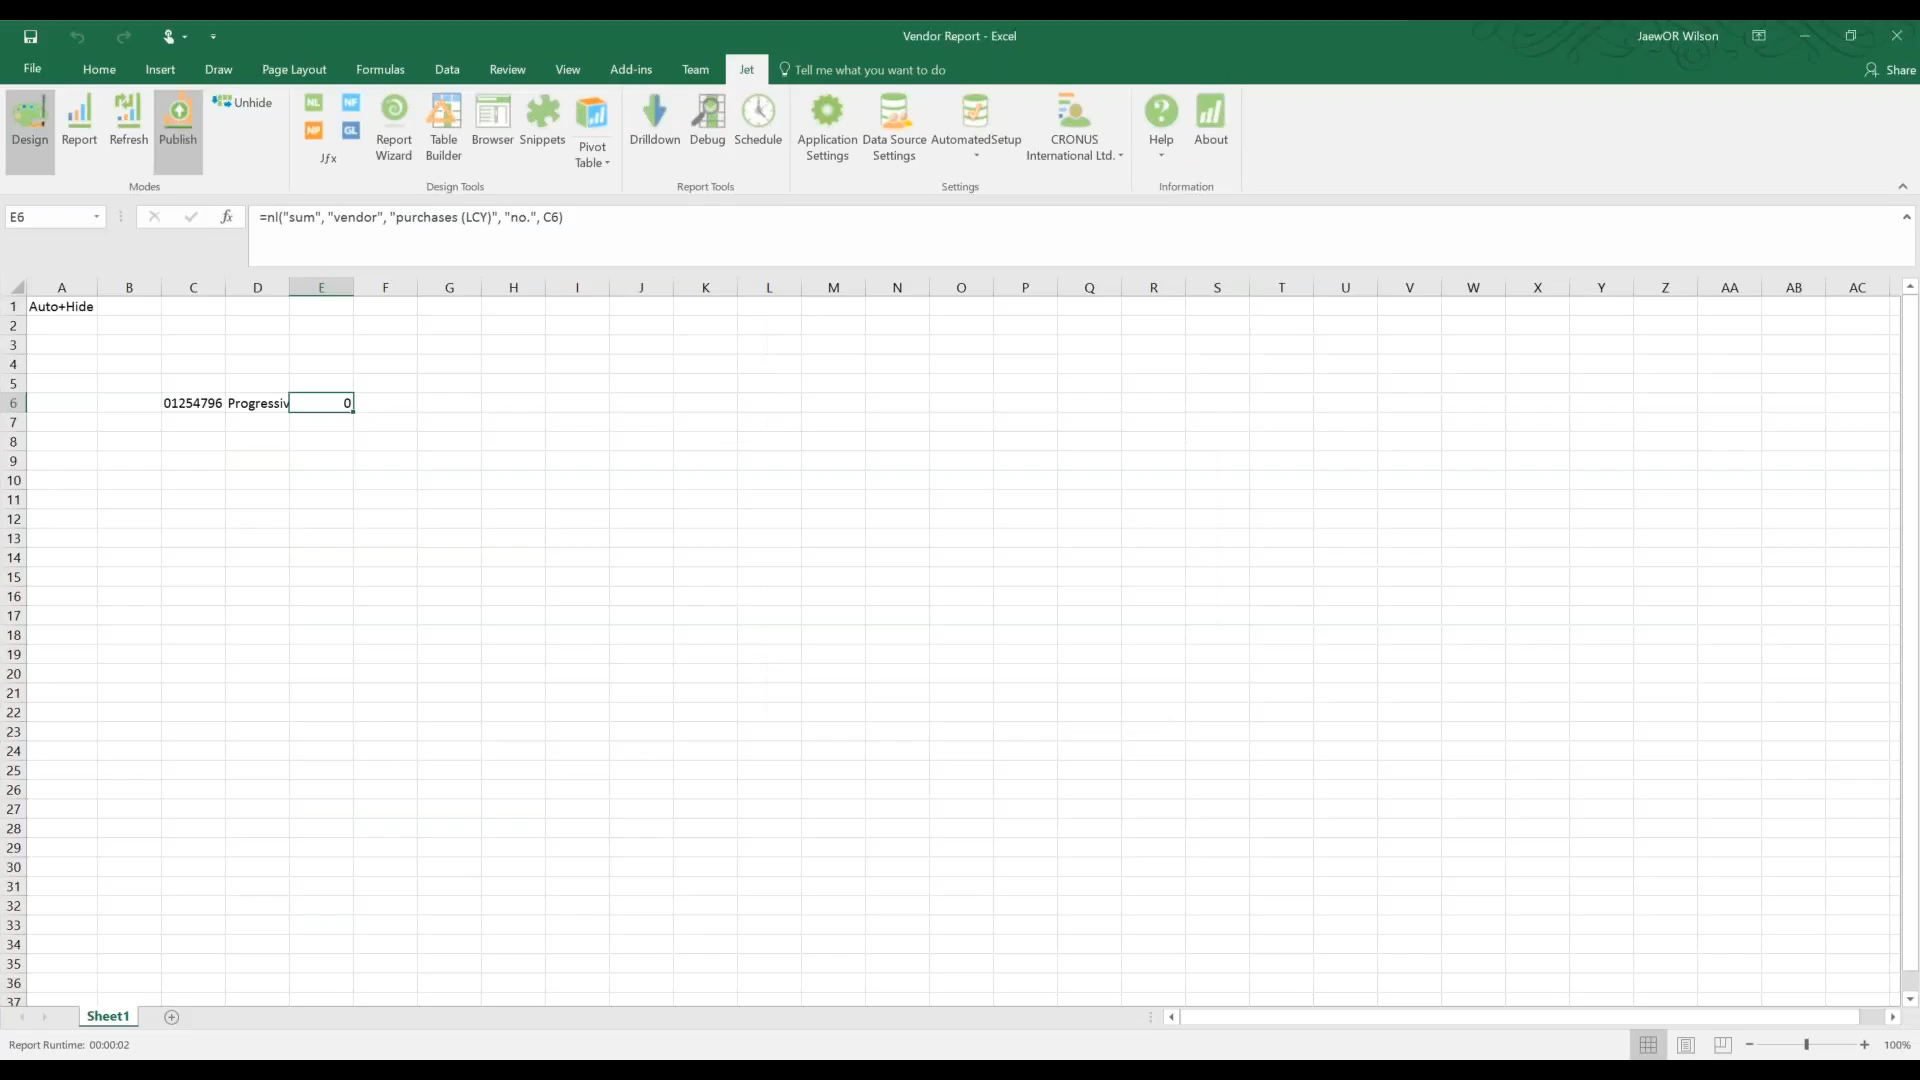 Vendor Report - Excel
JaewOR Wilson
File Home Insert Draw Page Layout Formulas Data Review View Add-ins Team Jet Tell me what you want to do Share
Unhide
NL NF
NP GL
Jfx
Design Report Refresh Publish
Report Wizard
Table Builder
Browser Snippets
Pivot Table
Drilldown Debug Schedule
Application Settings
Data Source Settings
AutomatedSetup
CRONUS International Ltd.
Help About
Modes Design Tools Report Tools Settings Information
E6 fx =nl("sum", "vendor", "purchases (LCY)", "no.", C6)
A B C D E F G H I J K L M N O P Q R S T U V W X Y Z AA AB AC
1 Auto+Hide
2
3
4
5
6 01254796 Progressiv 0
7
8
9
10
11
12
13
14
15
16
17
18
19
20
21
22
23
24
25
26
27
28
29
30
31
32
33
34
35
36
37
Sheet1
Report Runtime: 00:00:02
100%